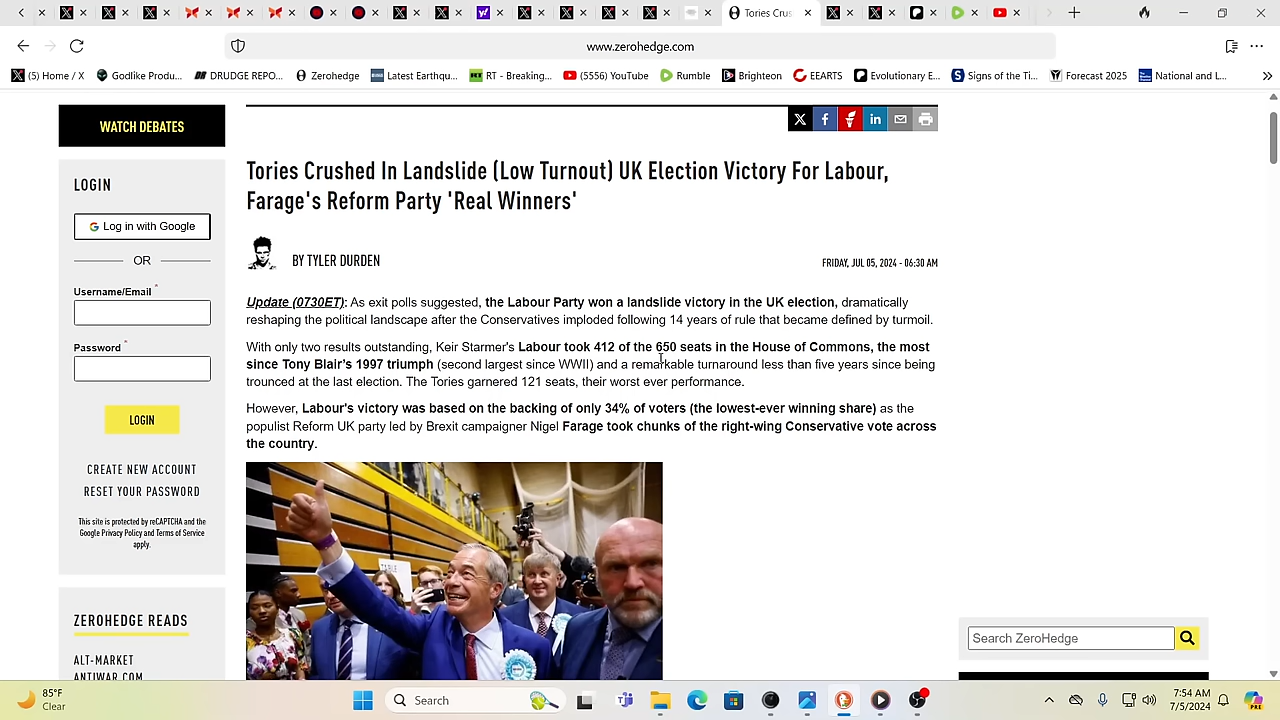 Tories Crus
www.zerohedge.com
(5) Home / X
Godlike Produ...
DRUDGE REPO...
Zerohedge
Latest Earthqu...
RT - Breaking...
(5556) YouTube
Rumble
Brighteon
EEARTS
Evolutionary E...
Signs of the Ti...
Forecast 2025
National and L...
WATCH DEBATES
LOGIN
Log in with Google
OR
Username/Email *
Password *
LOGIN
CREATE NEW ACCOUNT
RESET YOUR PASSWORD
This site is protected by reCAPTCHA and the
Google Privacy Policy and Terms of Service
apply.
ZEROHEDGE READS
ALT-MARKET
ANTIWAR.COM
Tories Crushed In Landslide (Low Turnout) UK Election Victory For Labour,
Farage's Reform Party 'Real Winners'
BY TYLER DURDEN
FRIDAY, JUL 05, 2024 - 06:30 AM
Update (0730ET): As exit polls suggested, the Labour Party won a landslide victory in the UK election, dramatically
reshaping the political landscape after the Conservatives imploded following 14 years of rule that became defined by turmoil.
With only two results outstanding, Keir Starmer's Labour took 412 of the 650 seats in the House of Commons, the most
since Tony Blair's 1997 triumph (second largest since WWII) and a remarkable turnaround less than five years since being
trounced at the last election. The Tories garnered 121 seats, their worst ever performance.
However, Labour's victory was based on the backing of only 34% of voters (the lowest-ever winning share) as the
populist Reform UK party led by Brexit campaigner Nigel Farage took chunks of the right-wing Conservative vote across
the country.
Search ZeroHedge
85°F
Clear
Search
7:54 AM
7/5/2024